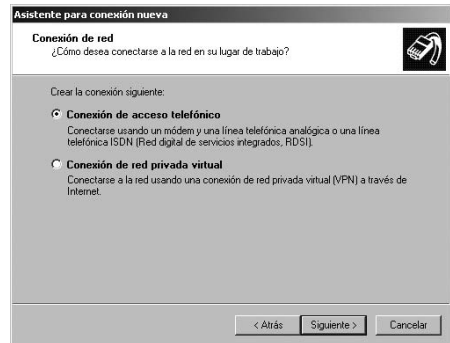 Asistente para conexión nueva
Conexión de red
¿Cómo desea conectarse a la red en su lugar de trabajo?
Crear la conexión siguiente:
Conexión de acceso telefónico
Conectarse usando un módem y una línea telefónica analógica o una línea
telefónica ISDN (Red digital de servicios integrados, RDSI).
Conexión de red privada virtual
Conectarse a la red usando una conexión de red privada virtual (VPN) a través de
Internet.
< Atrás
Siguiente >
Cancelar